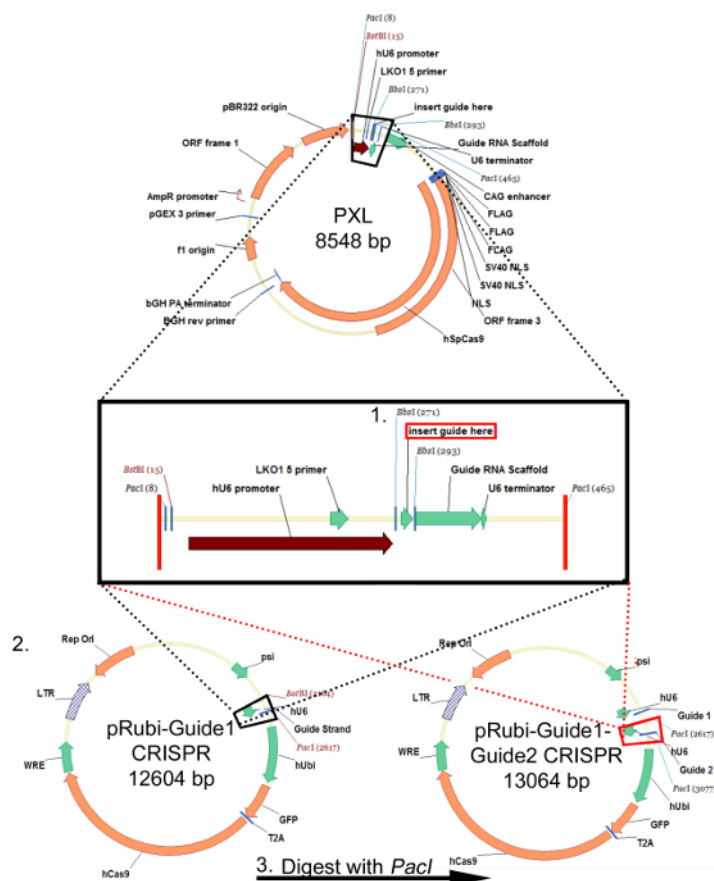 PacI (8)
BstBI (15)
hU6 promoter
LKO1 5 primer
BbsI (271)
insert guide here
BbsI (293)
Guide RNA Scaffold
U6 terminator
PacI (465)
CAG enhancer
FLAG
FLAG
FLAG
SV40 NLS
SV40 NLS
NLS
ORF frame 3
hSpCas9
pBR322 origin
ORF frame 1
AmpR promoter
pGEX 3 primer
f1 origin
bGH PA terminator
BGH rev primer
PXL
8548 bp
1.
BbsI (271)
insert guide here
BbsI (293)
BstBI (15)
PacI (8)
LKO1 5 primer
hU6 promoter
Guide RNA Scaffold
U6 terminator
PacI (465)
2.
Rep Ori
psi
LTR
hU6
Guide Strand
PacI (2617)
WRE
hUbi
GFP
T2A
hCas9
pRubi-Guide1
CRISPR
12604 bp
Rep Ori
psi
LTR
hU6
Guide 1
PacI (2617)
hU6
Guide 2
PacI (3077)
WRE
hUbi
GFP
T2A
hCas9
pRubi-Guide1-
Guide2 CRISPR
13064 bp
3. Digest with PacI